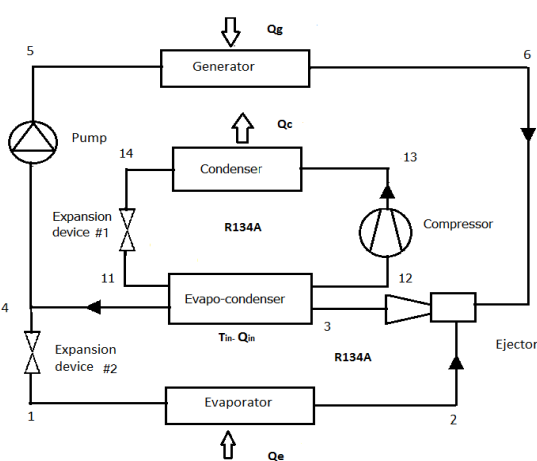 Qg
5
6
Generator
Pump
Qc
14
13
Condenser
Expansion
device #1
R134A
Compressor
11
12
Evapo-condenser
4
3
Tin- Qin
R134A
Ejector
Expansion
device #2
Evaporator
1
2
Qe